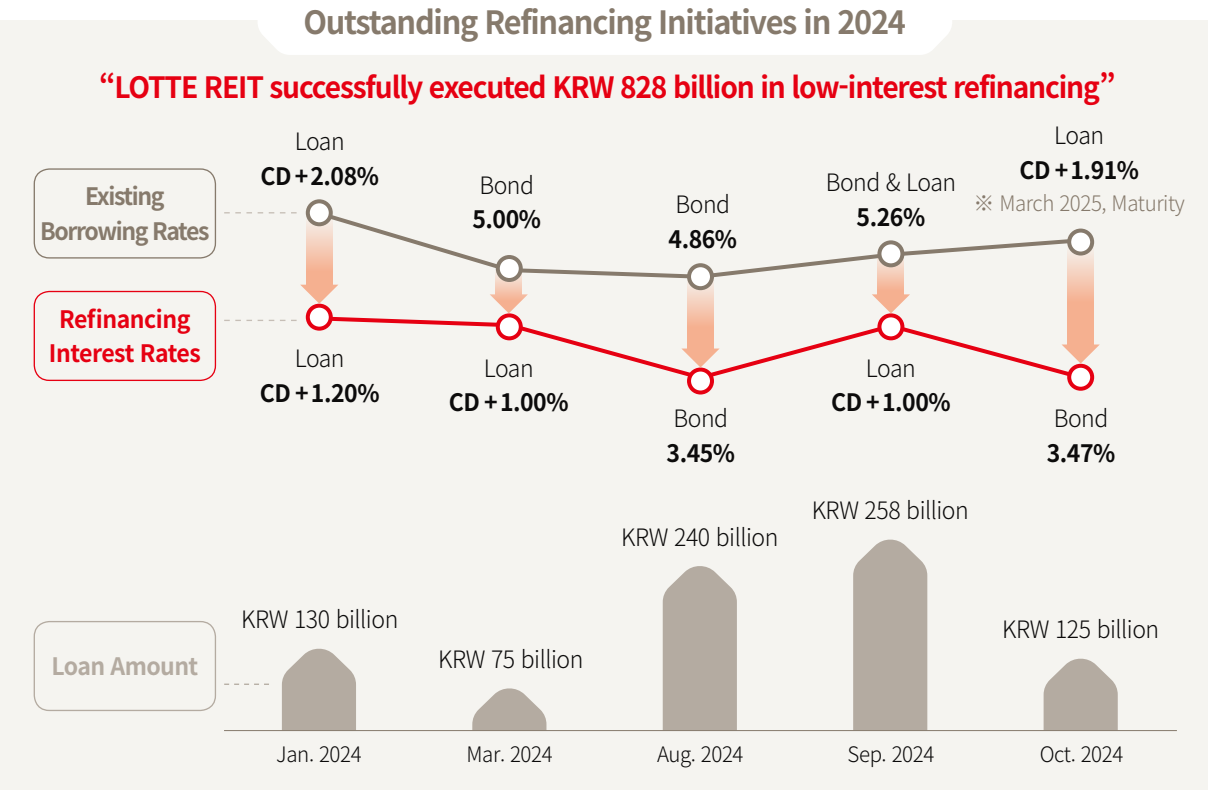 Outstanding Refinancing Initiatives in 2024
“LOTTE REIT successfully executed KRW 828 billion in low-interest refinancing”
Existing
Borrowing Rates
Loan
CD+2.08%
Bond
5.00%
Bond
4.86%
Bond & Loan
5.26%
Loan
CD+1.91%
※ March 2025, Maturity
Refinancing
Interest Rates
Loan
CD+1.20%
Loan
CD+1.00%
Bond
3.45%
Loan
CD+1.00%
Bond
3.47%
Loan Amount
KRW 130 billion
KRW 75 billion
KRW 240 billion
KRW 258 billion
KRW 125 billion
Jan. 2024
Mar. 2024
Aug. 2024
Sep. 2024
Oct. 2024